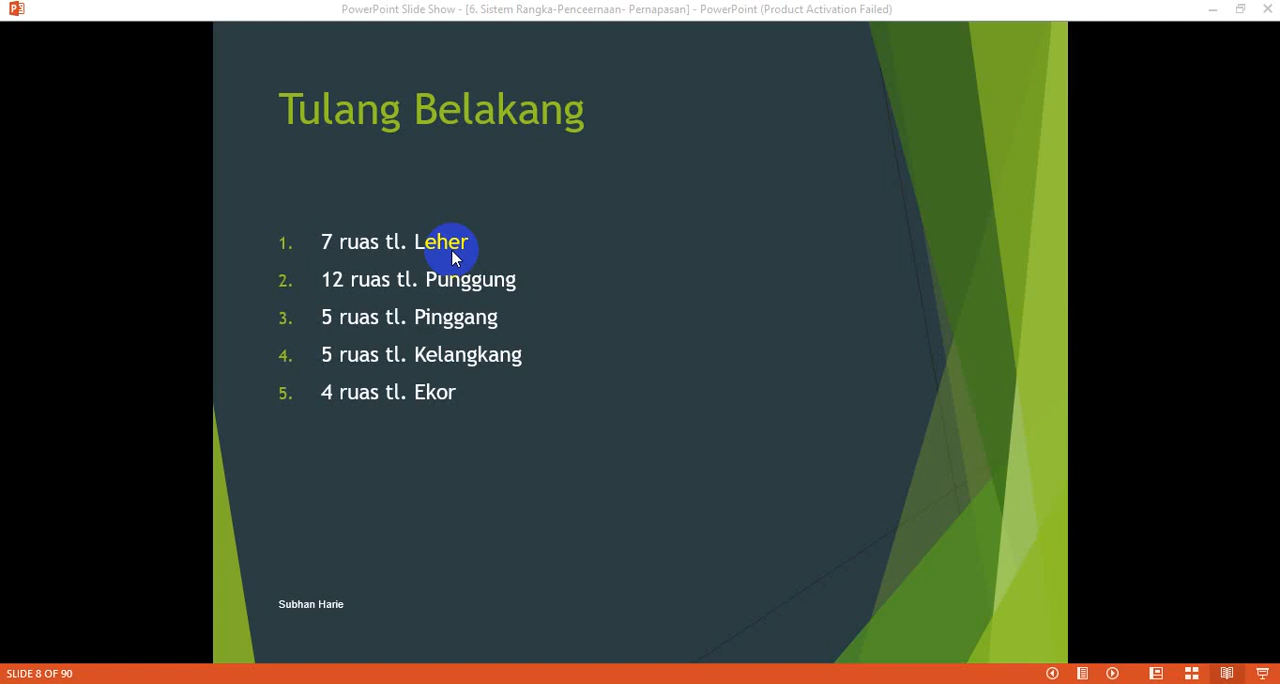 PowerPoint Slide Show - [6. Sistem Rangka-Penceernaan- Pernapasan] - PowerPoint (Product Activation Failed)
Tulang Belakang
1. 7 ruas tl. Leher
2. 12 ruas tl. Punggung
3. 5 ruas tl. Pinggang
4. 5 ruas tl. Kelangkang
5. 4 ruas tl. Ekor
Subhan Harie
SLIDE 8 OF 90